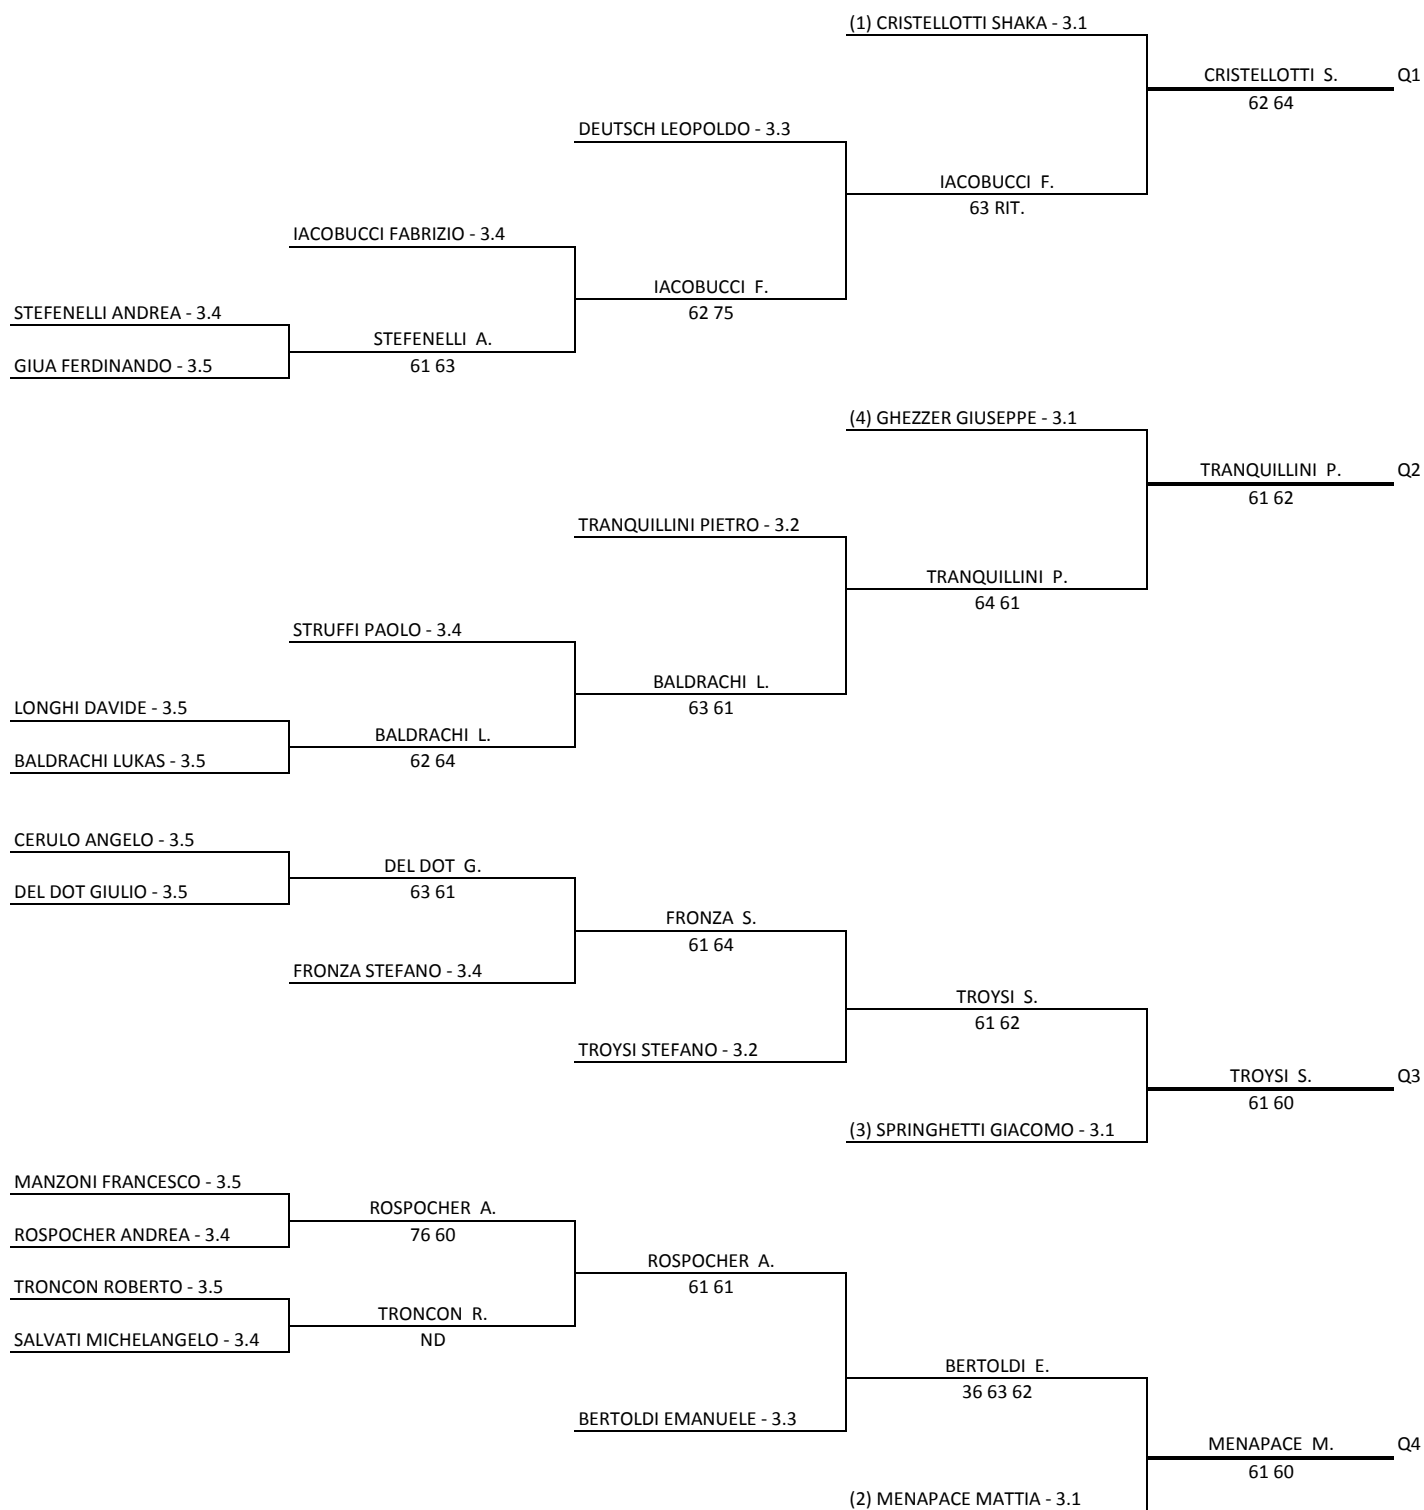 (1) CRISTELLOTTI SHAKA - 3.1
CRISTELLOTTI S. Q1
62 64
DEUTSCH LEOPOLDO - 3.3
IACOBUCCI F.
63 RIT.
IACOBUCCI FABRIZIO - 3.4
IACOBUCCI F.
62 75
STEFENELLI ANDREA - 3.4
STEFENELLI A.
61 63
GIUA FERDINANDO - 3.5
(4) GHEZZER GIUSEPPE - 3.1
TRANQUILLINI P. Q2
61 62
TRANQUILLINI PIETRO - 3.2
TRANQUILLINI P.
64 61
STRUFFI PAOLO - 3.4
BALDRACHI L.
63 61
LONGHI DAVIDE - 3.5
BALDRACHI L.
62 64
BALDRACHI LUKAS - 3.5
CERULO ANGELO - 3.5
DEL DOT G.
63 61
DEL DOT GIULIO - 3.5
FRONZA S.
61 64
FRONZA STEFANO - 3.4
TROYSI S.
61 62
TROYSI STEFANO - 3.2
TROYSI S. Q3
61 60
(3) SPRINGHETTI GIACOMO - 3.1
MANZONI FRANCESCO - 3.5
ROSPOCHER A.
76 60
ROSPOCHER ANDREA - 3.4
ROSPOCHER A.
61 61
TRONCON ROBERTO - 3.5
TRONCON R.
ND
SALVATI MICHELANGELO - 3.4
BERTOLDI E.
36 63 62
BERTOLDI EMANUELE - 3.3
MENAPACE M. Q4
61 60
(2) MENAPACE MATTIA - 3.1